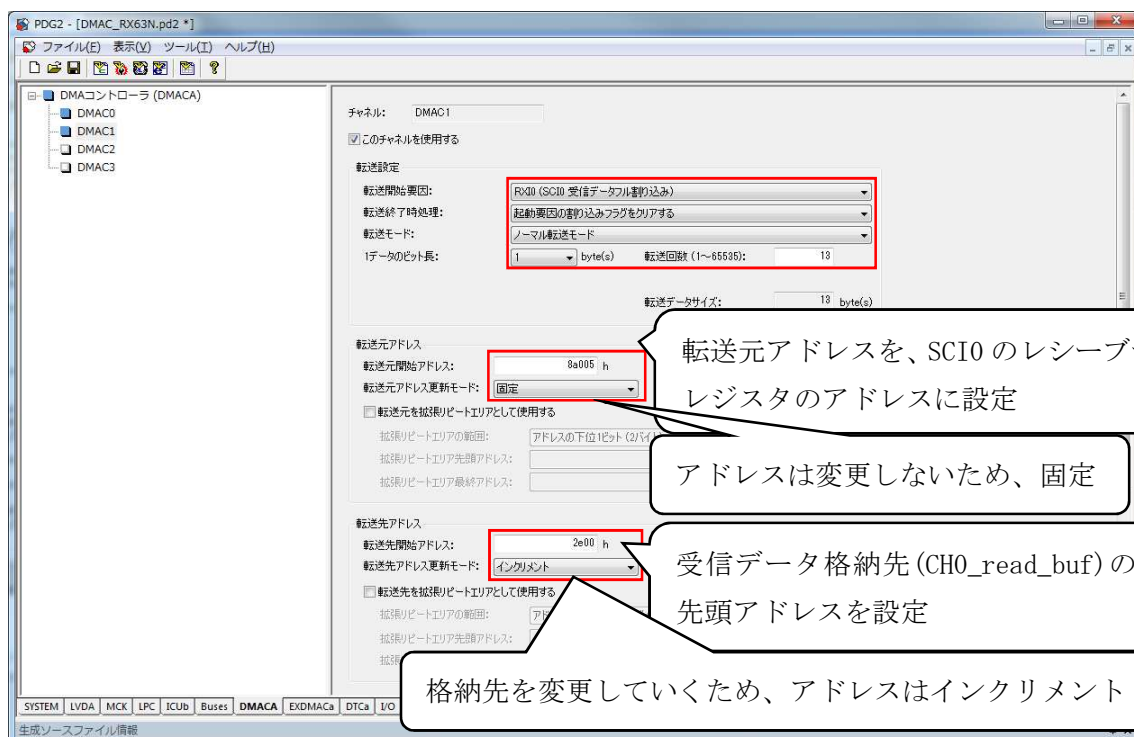 PDG2 - [DMAC_RX63N.pd2 *]
ファイル(F) 表示(V) ツール(T) ヘルプ(H)
DMAコントローラ (DMACA)
DMAC0
DMAC1
DMAC2
DMAC3
チャネル: DMAC1
このチャネルを使用する
転送設定
転送開始要因: RXI0 (SCI0 受信データフル割り込み)
転送終了時処理: 起動要因の割り込みフラグをクリアする
転送モード: ノーマル転送モード
1データのビット長: 1 byte(s) 転送回数 (1～65535): 13
転送データサイズ: 13 byte(s)
転送元アドレス
転送元開始アドレス: 8a005 h
転送元アドレス更新モード: 固定
転送元を拡張リピートエリアとして使用する
拡張リピートエリアの範囲: アドレスの下位1ビット (2バイト
拡張リピートエリア先頭アドレス:
拡張リピートエリア最終アドレス:
転送元アドレスを、SCI0 のレシーブ
レジスタのアドレスに設定
アドレスは変更しないため、固定
転送先アドレス
転送先開始アドレス: 2e00 h
転送先アドレス更新モード: インクリメント
転送先を拡張リピートエリアとして使用する
拡張リピートエリアの範囲:
拡張リピートエリア先頭アドレス:
受信データ格納先(CH0_read_buf)の
先頭アドレスを設定
格納先を変更していくため、アドレスはインクリメント
SYSTEM LVDA MCK LPC ICUb Buses DMACA EXDMACa DTCa I/O
生成ソースファイル情報